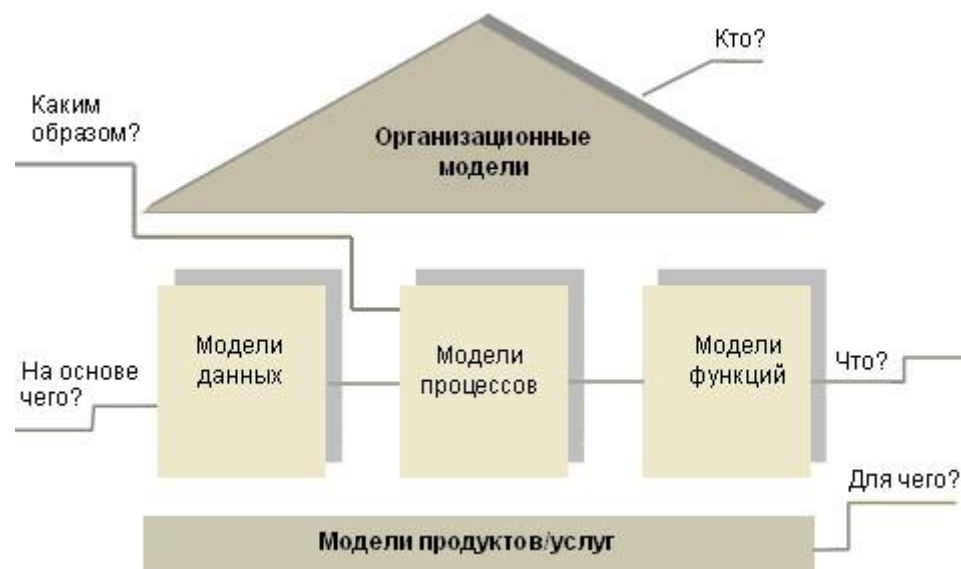 Кто?
Каким
образом?
Организационные
модели
Модели
данных
Модели
процессов
Модели
функций
На основе
чего?
Что?
Для чего?
Модели продуктов/услуг